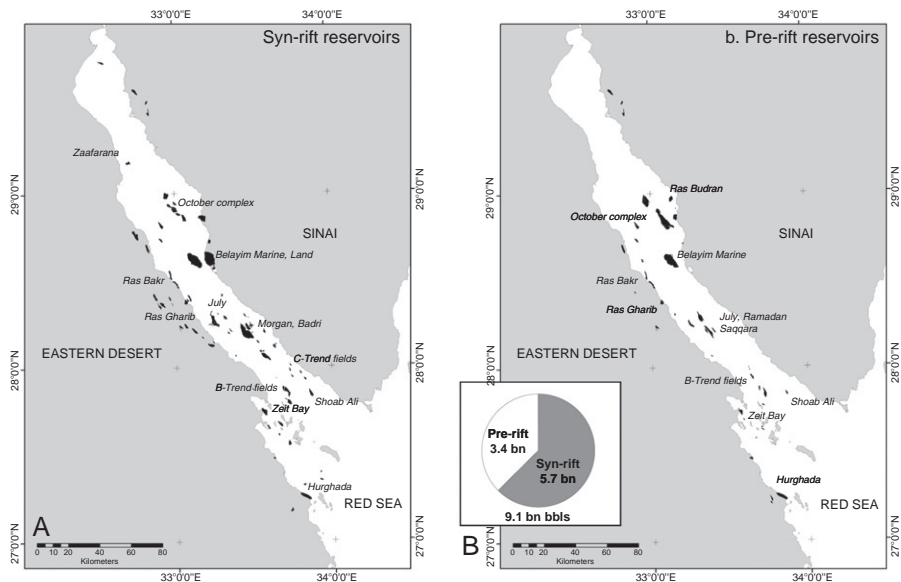 33°0'0"E
34°0'0"E
Syn-rift reservoirs
Zaafarana
29°0'0"N
29°0'0"N
October complex
SINAI
Belayim Marine, Land
Ras Bakr
July
Ras Gharib
Morgan, Badri
EASTERN DESERT
C-Trend fields
28°0'0"N
28°0'0"N
B-Trend fields
Shoab Ali
Zeit Bay
Hurghada
RED SEA
A
27°0'0"N
27°0'0"N
0 10 20 40 60 80
Kilometers
33°0'0"E
34°0'0"E
33°0'0"E
34°0'0"E
b. Pre-rift reservoirs
29°0'0"N
29°0'0"N
Ras Budran
October complex
SINAI
Belayim Marine
Ras Bakr
Ras Gharib
July, Ramadan
Saqqara
EASTERN DESERT
28°0'0"N
28°0'0"N
B-Trend fields
Shoab Ali
Zeit Bay
Pre-rift
3.4 bn
Syn-rift
5.7 bn
9.1 bn bbls
Hurghada
RED SEA
B
27°0'0"N
0 10 20 40 60 80
Kilometers
33°0'0"E
34°0'0"E